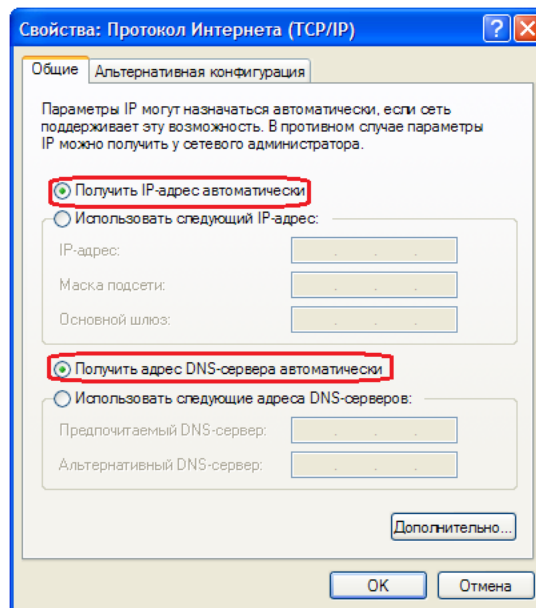 Свойства: Протокол Интернета (TCP/IP)
Общие
Альтернативная конфигурация
Параметры IP могут назначаться автоматически, если сеть
поддерживает эту возможность. В противном случае параметры
IP можно получить у сетевого администратора.
Получить IP-адрес автоматически
Использовать следующий IP-адрес:
IP-адрес:
Маска подсети:
Основной шлюз:
Получить адрес DNS-сервера автоматически
Использовать следующие адреса DNS-серверов:
Предпочитаемый DNS-сервер:
Альтернативный DNS-сервер:
Дополнительно...
OK
Отмена